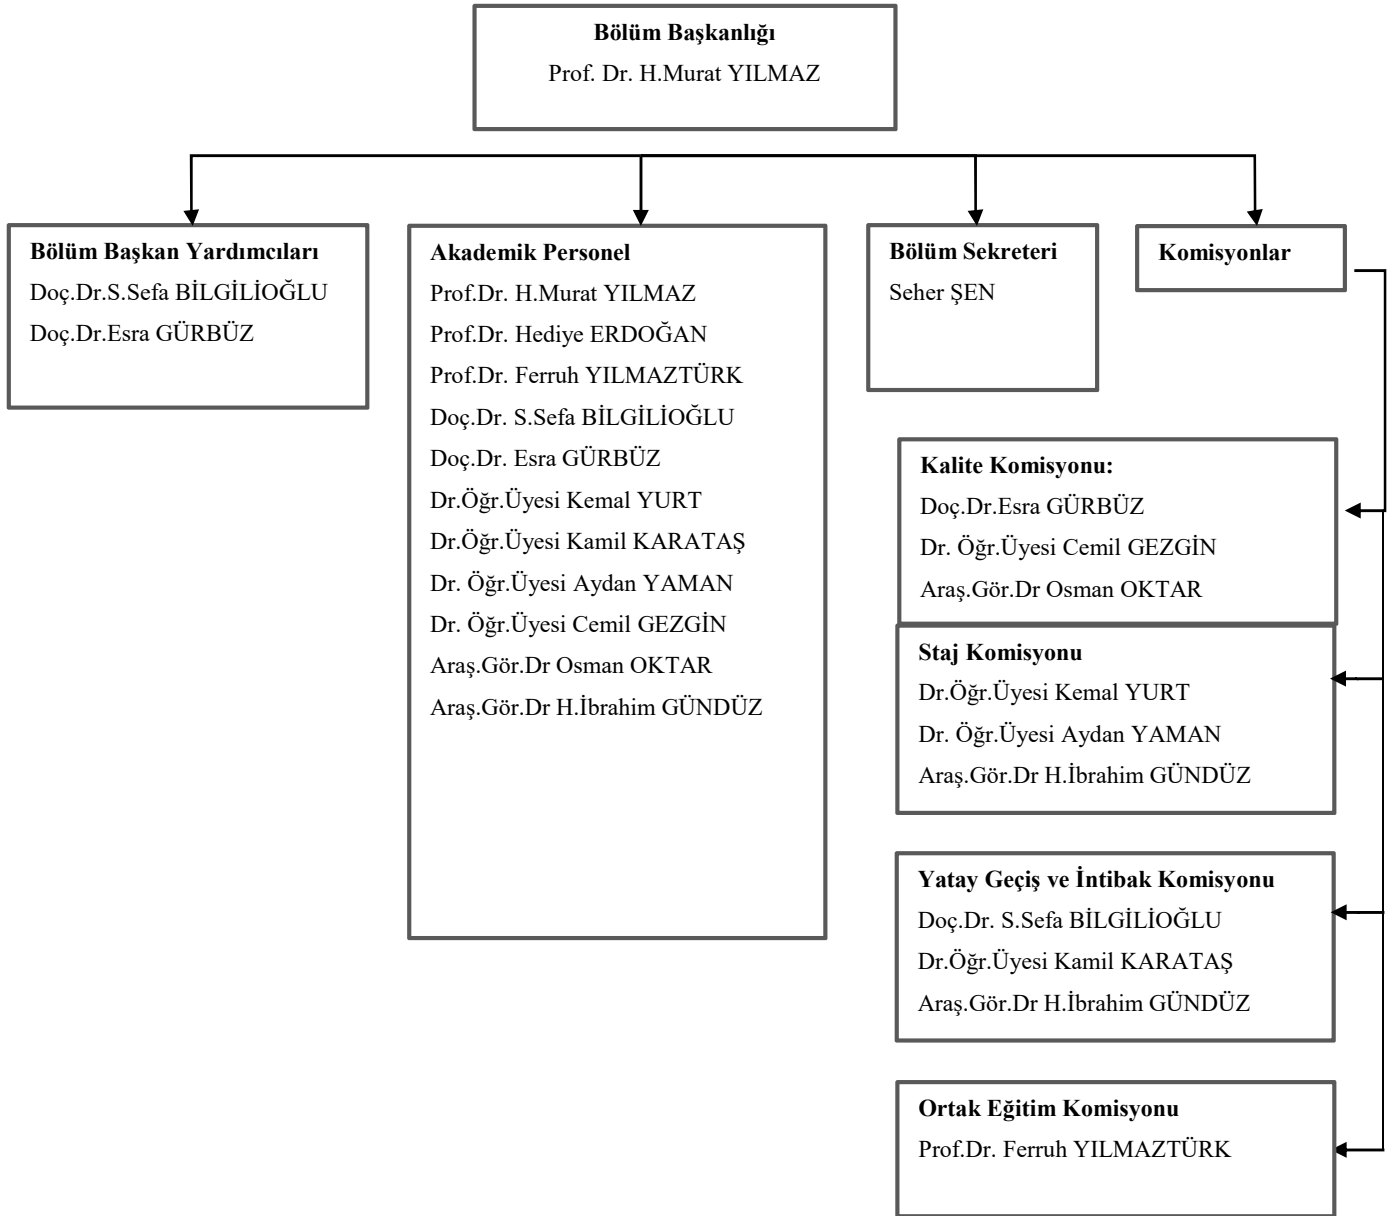 Bölüm Başkanlığı
Prof. Dr. H.Murat YILMAZ
Bölüm Başkan Yardımcıları
Doç.Dr.S.Sefa BİLGİLİOĞLU
Doç.Dr.Esra GÜRBÜZ
Akademik Personel
Prof.Dr. H.Murat YILMAZ
Prof.Dr. Hediye ERDOĞAN
Prof.Dr. Ferruh YILMAZTÜRK
Doç.Dr. S.Sefa BİLGİLİOĞLU
Doç.Dr. Esra GÜRBÜZ
Dr.Öğr.Üyesi Kemal YURT
Dr.Öğr.Üyesi Kamil KARATAŞ
Dr. Öğr.Üyesi Aydan YAMAN
Dr. Öğr.Üyesi Cemil GEZGİN
Araş.Gör.Dr Osman OKTAR
Araş.Gör.Dr H.İbrahim GÜNDÜZ
Bölüm Sekreteri
Seher ŞEN
Komisyonlar
Kalite Komisyonu:
Doç.Dr.Esra GÜRBÜZ
Dr. Öğr.Üyesi Cemil GEZGİN
Araş.Gör.Dr Osman OKTAR
Staj Komisyonu
Dr.Öğr.Üyesi Kemal YURT
Dr. Öğr.Üyesi Aydan YAMAN
Araş.Gör.Dr H.İbrahim GÜNDÜZ
Yatay Geçiş ve İntibak Komisyonu
Doç.Dr. S.Sefa BİLGİLİOĞLU
Dr.Öğr.Üyesi Kamil KARATAŞ
Araş.Gör.Dr H.İbrahim GÜNDÜZ
Ortak Eğitim Komisyonu
Prof.Dr. Ferruh YILMAZTÜRK